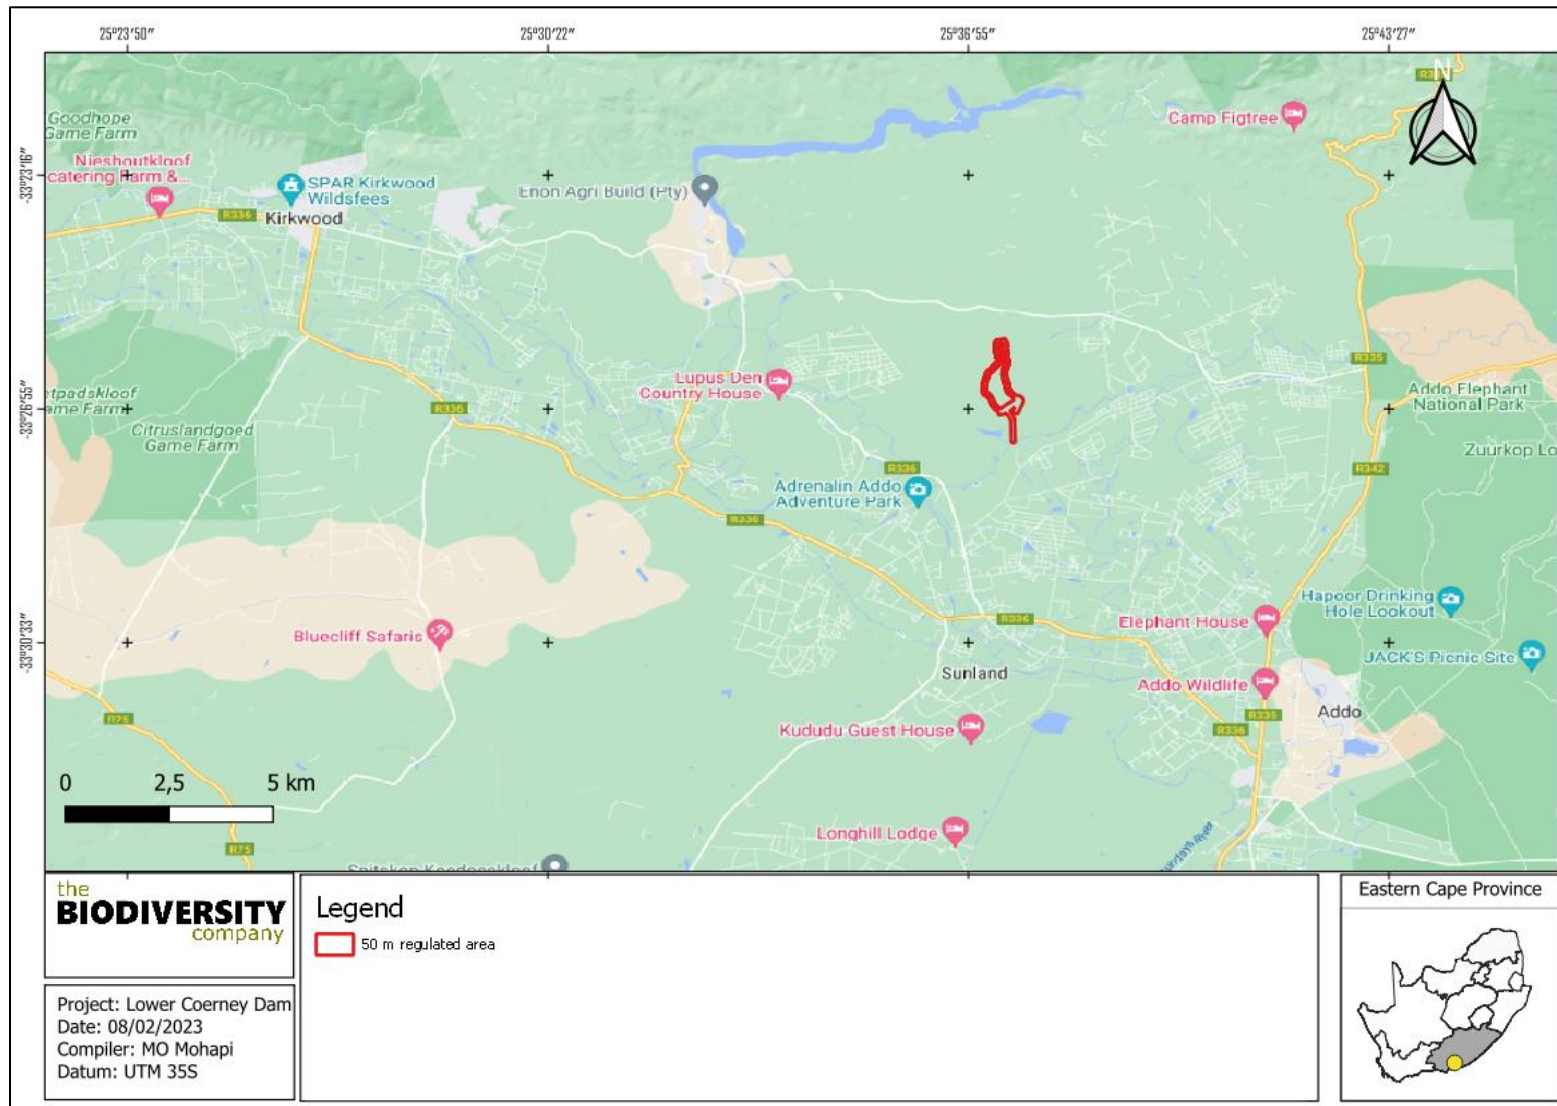 25°23'50"
25°30'22"
25°36'55"
25°43'27"
N
Goodhope
Game Farm
Nieshoutkloof
catering Farm &...
SPAR Kirkwood
Wildsfees
Kirkwood
R336
Enon Agri Build (Pty)
Camp Figtree
-33°23'16"
Lupus Den
Country House
R335
Addo Elephant
National Park
etpadskloof
ame Farm
-33°26'55"
R336
Citruslandgoed
Game Farm
Zuurkop Lo
R336
R342
Adrenalin Addo
Adventure Park
R336
Hapoor Drinking
Hole Lookout
-33°30'33"
Bluecliff Safaris
R336
Elephant House
JACK'S Picnic Site
Sunland
Addo Wildlife
R75
Kududu Guest House
R335
Addo
R336
0 2,5 5 km
Longhill Lodge
R75
the
BIODIVERSITY
company
Legend
50 m regulated area
Eastern Cape Province
Project: Lower Coerney Dam
Date: 08/02/2023
Compiler: MO Mohapi
Datum: UTM 35S